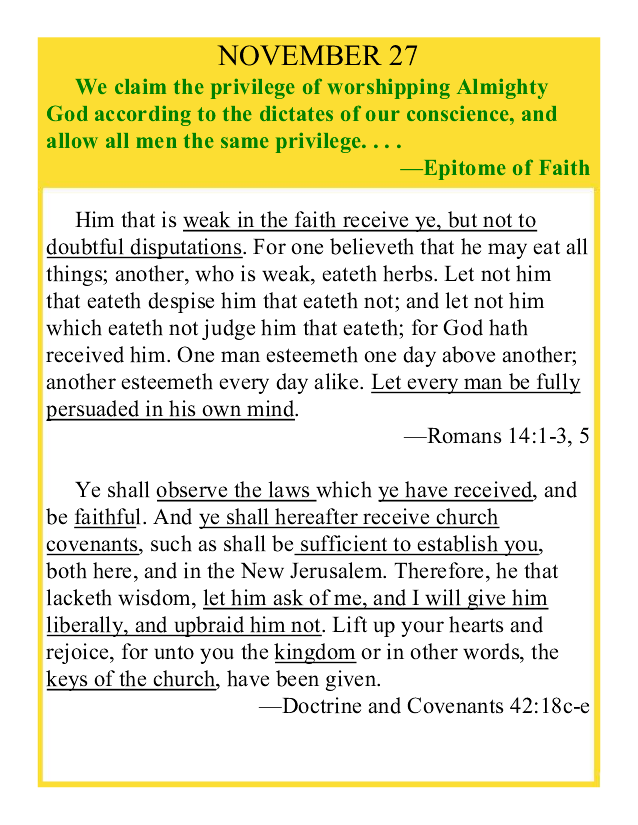 NOVEMBER 27
We claim the privilege of worshipping Almighty
God according to the dictates of our conscience, and
allow all men the same privilege. . . .
—Epitome of Faith
Him that is weak in the faith receive ye, but not to
doubtful disputations. For one believeth that he may eat all
things; another, who is weak, eateth herbs. Let not him
that eateth despise him that eateth not; and let not him
which eateth not judge him that eateth; for God hath
received him. One man esteemeth one day above another;
another esteemeth every day alike. Let every man be fully
persuaded in his own mind.
—Romans 14:1-3, 5
Ye shall observe the laws which ye have received, and
be faithful. And ye shall hereafter receive church
covenants, such as shall be sufficient to establish you,
both here, and in the New Jerusalem. Therefore, he that
lacketh wisdom, let him ask of me, and I will give him
liberally, and upbraid him not. Lift up your hearts and
rejoice, for unto you the kingdom or in other words, the
keys of the church, have been given.
—Doctrine and Covenants 42:18c-e